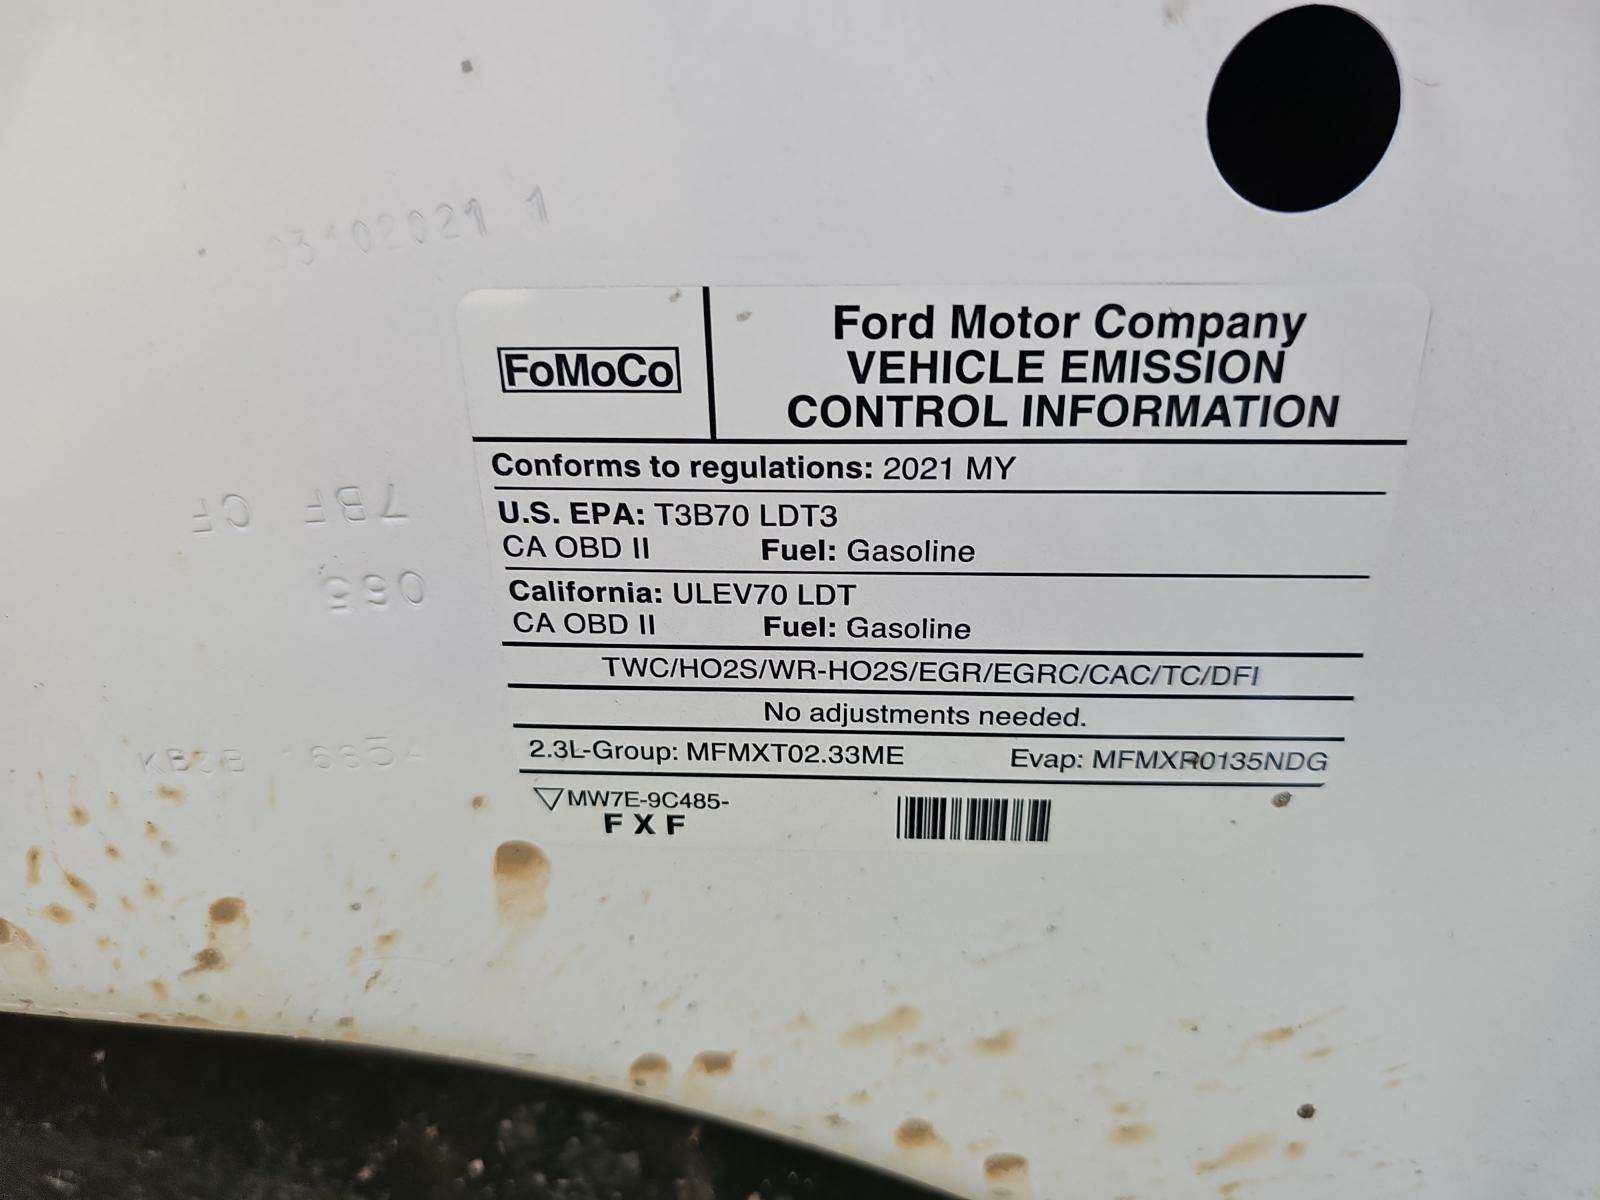 FoMoCo
Ford Motor Company
VEHICLE EMISSION
CONTROL INFORMATION
Conforms to regulations: 2021 MY
U.S. EPA: T3B70 LDT3
CA OBD II Fuel: Gasoline
California: ULEV70 LDT
CA OBD II Fuel: Gasoline
TWC/HO2S/WR-HO2S/EGR/EGRC/CAC/TC/DFI
No adjustments needed.
2.3L-Group: MFMXT02.33ME Evap: MFMXR0135NDG
MW7E-9C485-
F X F
7BF CF